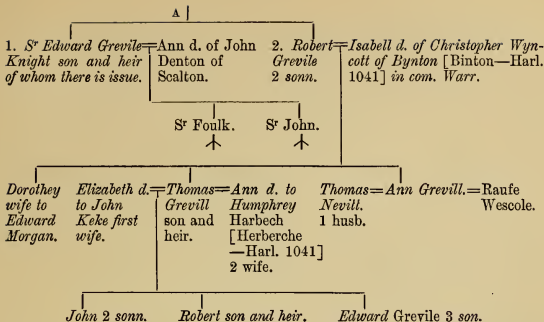 A
1. Sr Edward Grevile=Ann d. of John 2. Robert=Isabell d. of Christopher Wyn-
Knight son and heir Denton of Grevile cott of Bynton [Binton—Harl.
of whom there is issue. Scalton. 2 sonn. 1041] in com. Warr.
Sr Foulk. Sr John.
Dorothey Elizabeth d.=Thomas=Ann d. to Thomas=Ann Grevill.=Raufe
wife to to John Grevill Humphrey Nevitt. Wescole.
Edward Keke first son and Harbech 1 husb.
Morgan. wife. heir. [Herberche
—Harl. 1041]
2 wife.
John 2 sonn. Robert son and heir. Edward Grevile 3 son.